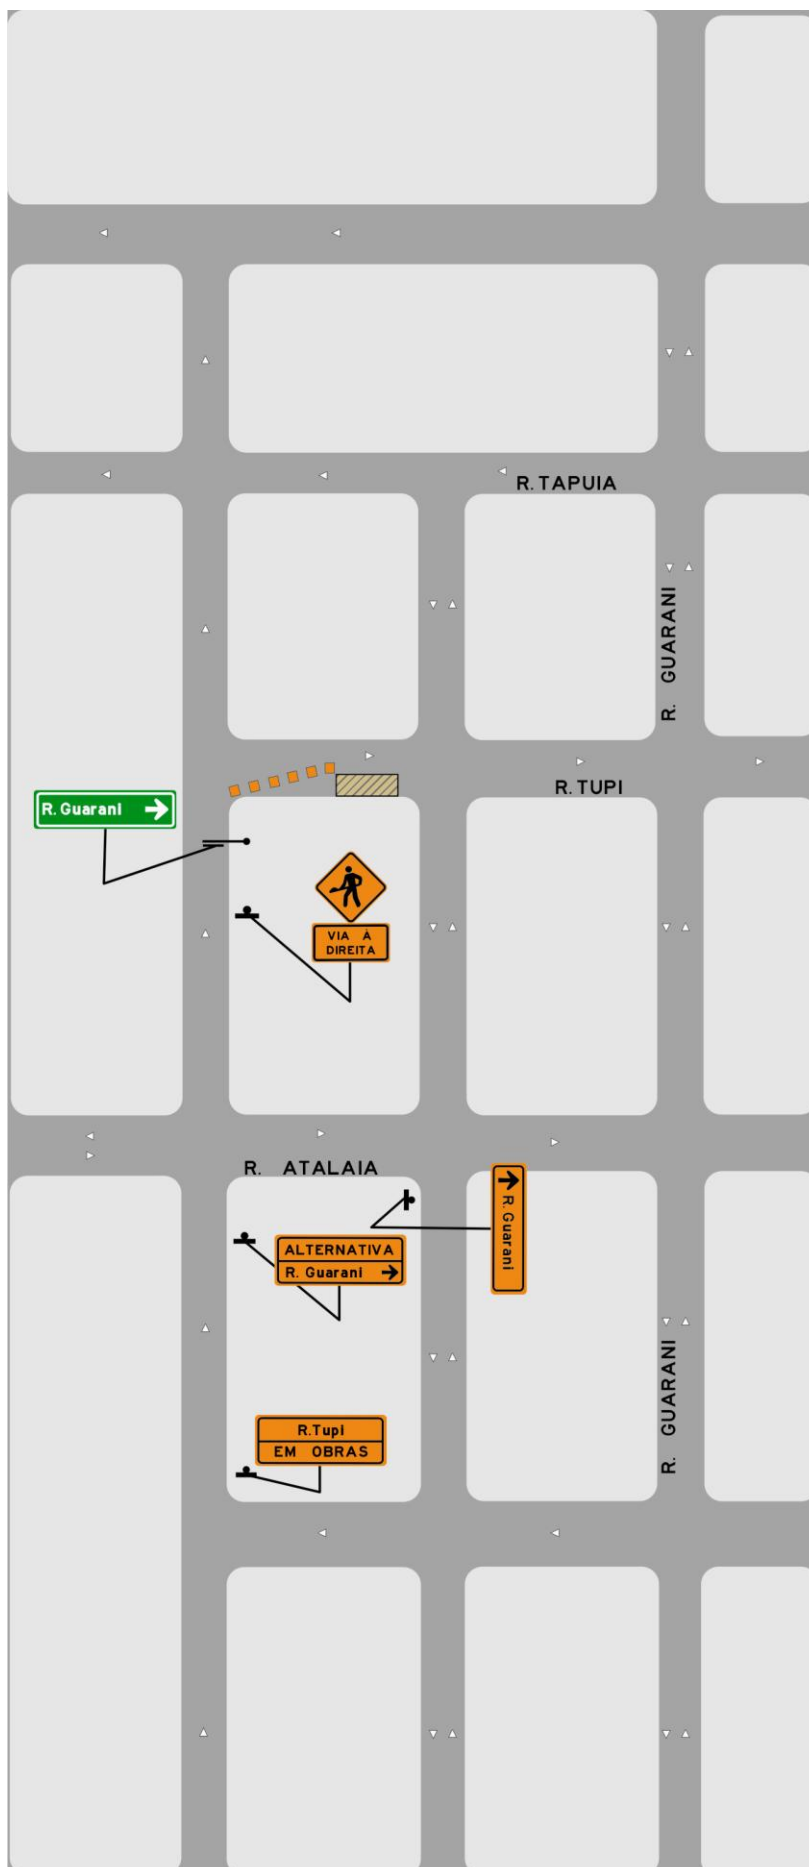 R. TAPUIA
R. GUARANI
R. Guarani
R. TUPI
VIA À
DIREITA
R. ATALAIA
R. Guarani
ALTERNATIVA
R. Guarani
R. GUARANI
R.Tupi
EM OBRAS